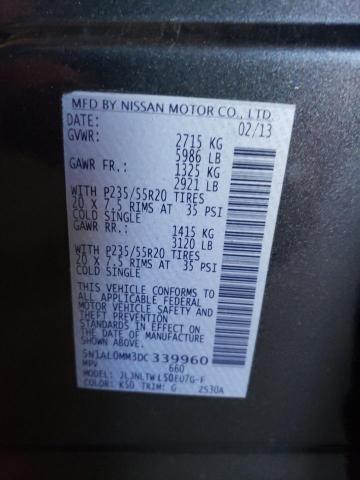 MFD BY NISSAN MOTOR CO., LTD.
DATE: 02/13
GVWR: 2715 KG
5986 LB
GAWR FR.: 1325 KG
2921 LB
WITH P235/55R20 TIRES
20 X 7.5 RIMS AT 35 PSI
COLD SINGLE
GAWR RR.: 1415 KG
3120 LB
WITH P235/55R20 TIRES
20 X 7.5 RIMS AT 35 PSI
COLD SINGLE
THIS VEHICLE CONFORMS TO
ALL APPLICABLE FEDERAL
MOTOR VEHICLE SAFETY AND
THEFT PREVENTION
STANDARDS IN EFFECT ON
THE DATE OF MANUFACTURE
SHOWN ABOVE.
5N1AL0MM3DC339960
MPV 660
MODEL: JLJNLTWL50EU7G-F
COLOR: K50 TRIM: G 2530A